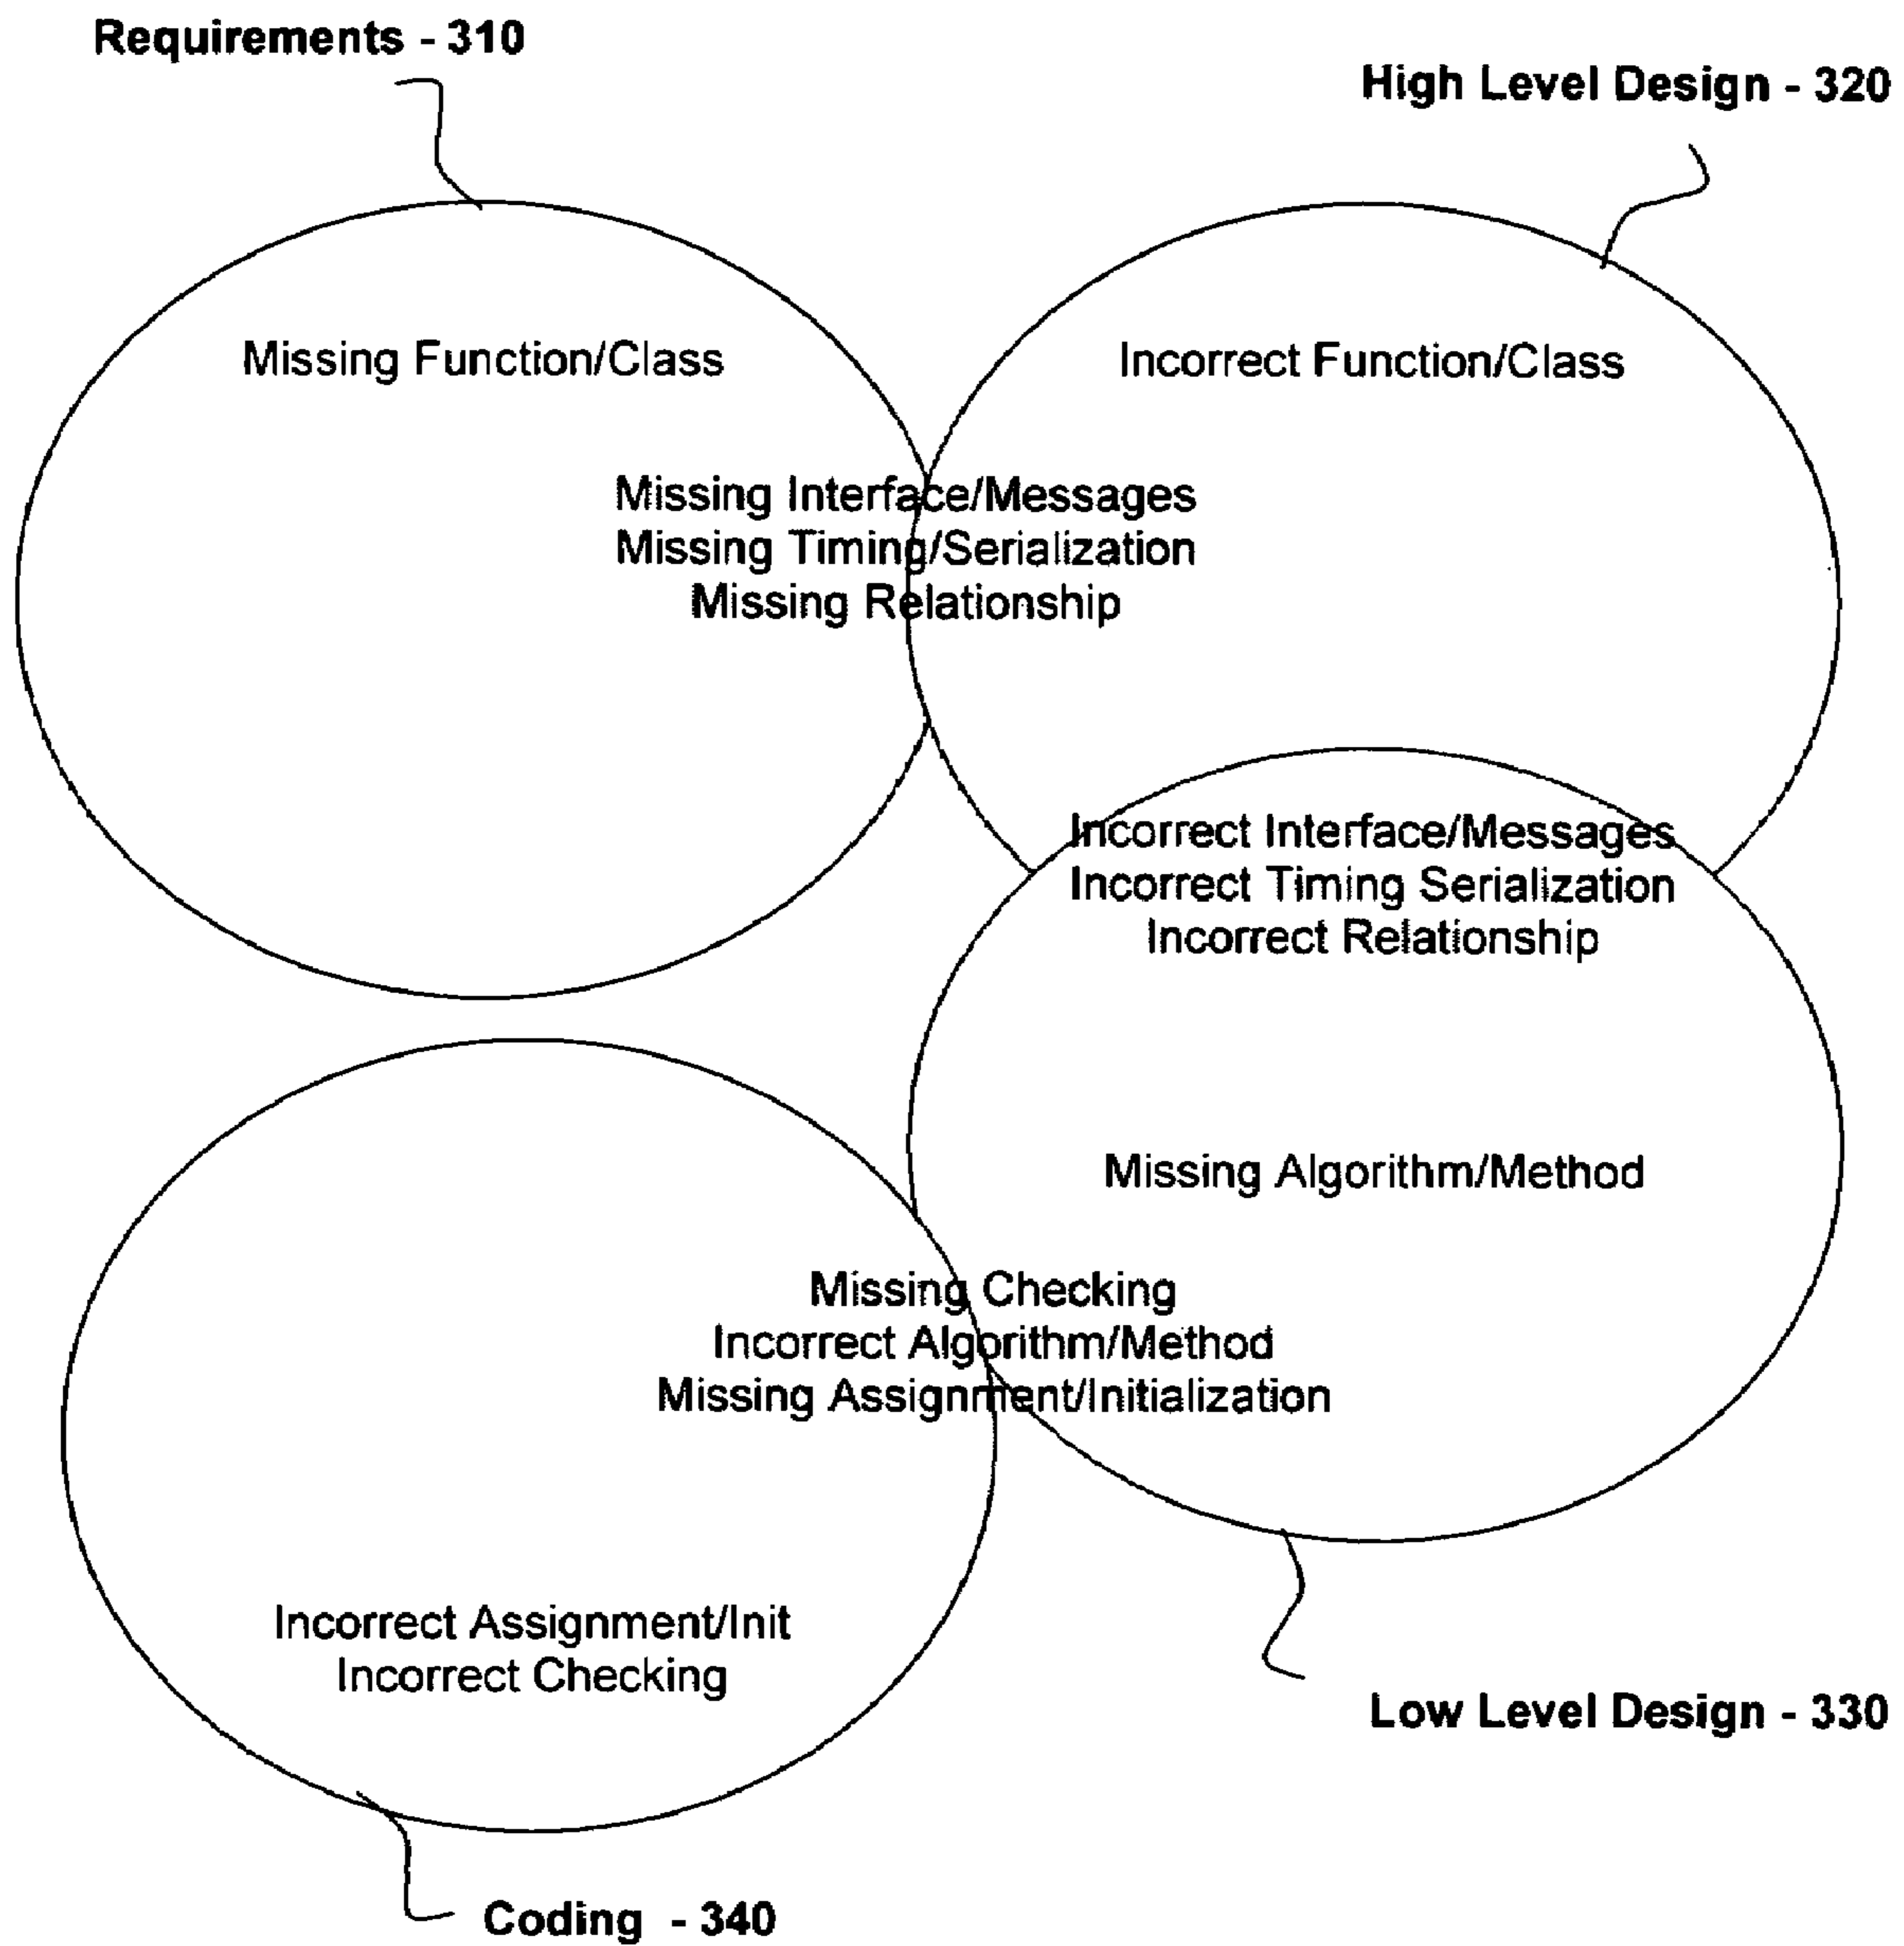 Requirements - 310
High Level Design - 320
Missing Function/Class
Incorrect Function/Class
Missing Interface/Messages
Missing Timing/Serialization
Missing Relationship
Incorrect Interface/Messages
Incorrect Timing Serialization
Incorrect Relationship
Missing Algorithm/Method
Missing Checking
Incorrect Algorithm/Method
Missing Assignment/Initialization
Incorrect Assignment/Init
Incorrect Checking
Low Level Design - 330
Coding - 340